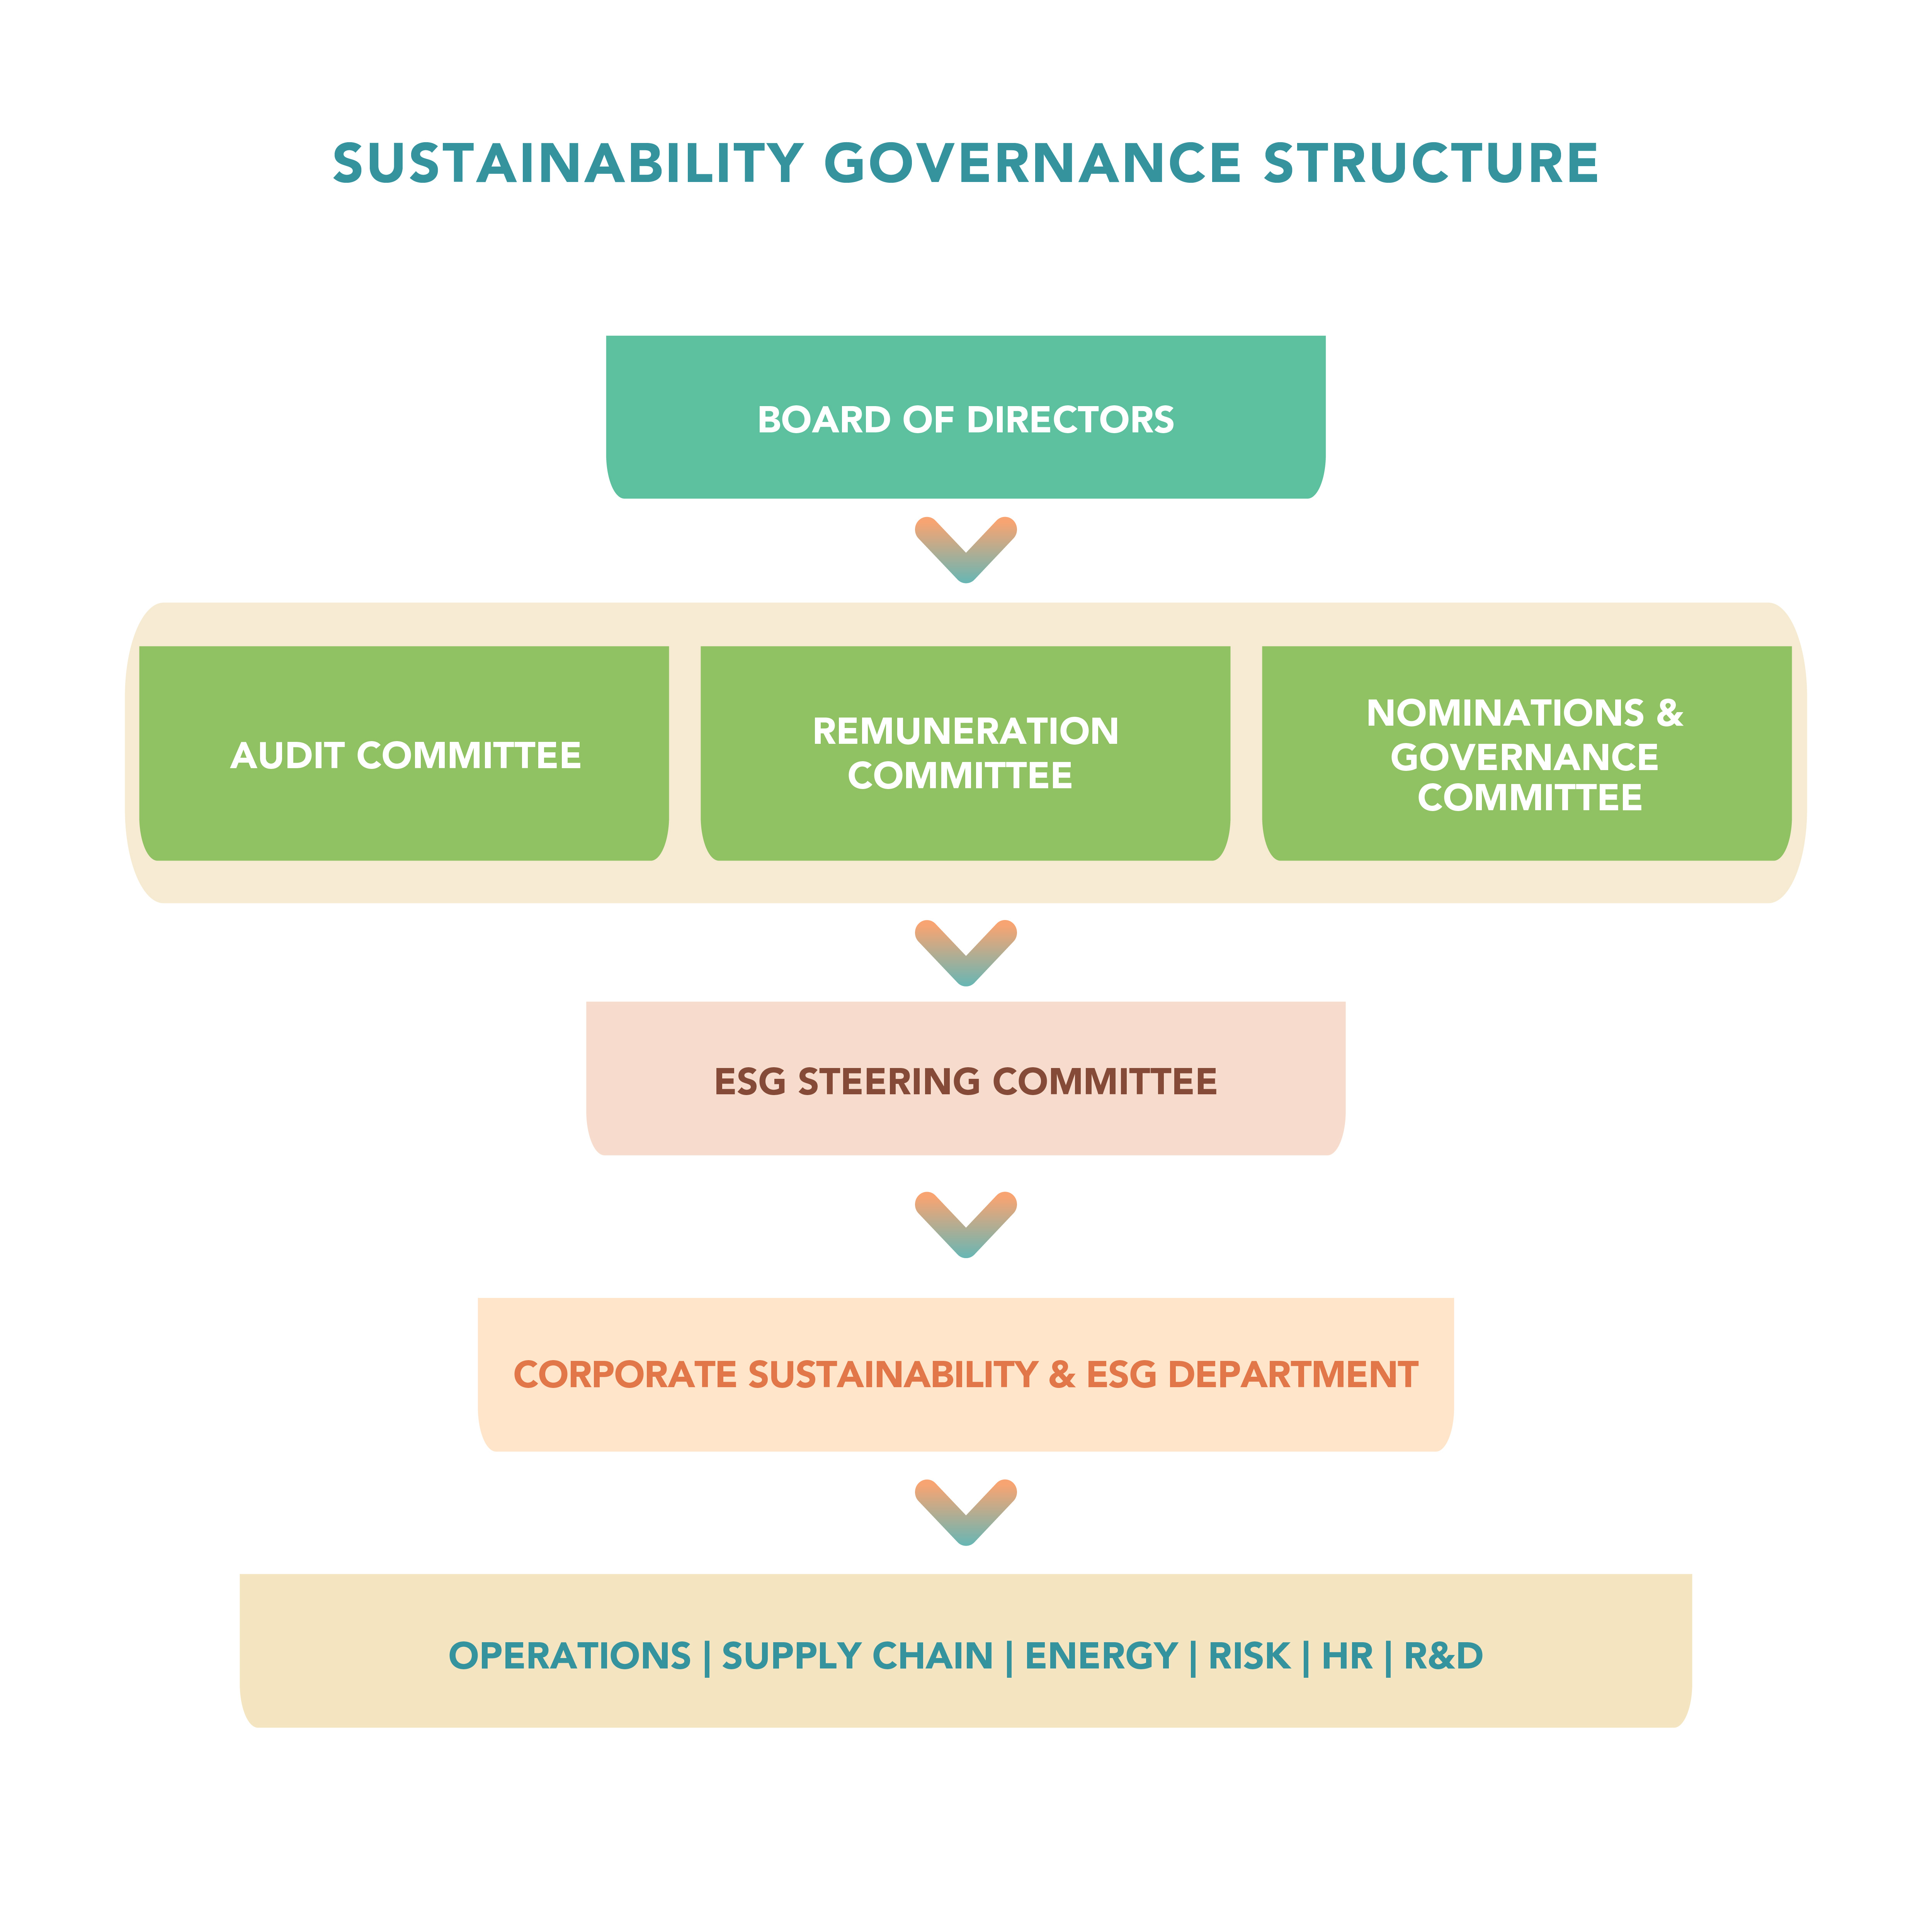 SUSTAINABILITY GOVERNANCE STRUCTURE
BOARD OF DIRECTORS
AUDIT COMMITTEE
REMUNERATION
COMMITTEE
NOMINATIONS &
GOVERNANCE
COMMITTEE
ESG STEERING COMMITTEE
CORPORATE SUSTAINABILITY & ESG DEPARTMENT
OPERATIONS | SUPPLY CHAIN | ENERGY | RISK | HR | R&D